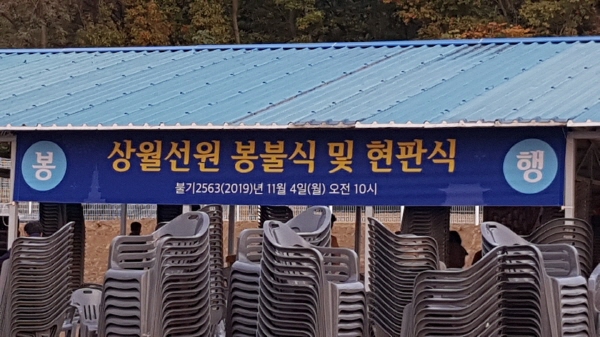 봉 상월선원 봉불식 및 현판식 행
불기2563(2019)년 11월 4일(월) 오전 10시